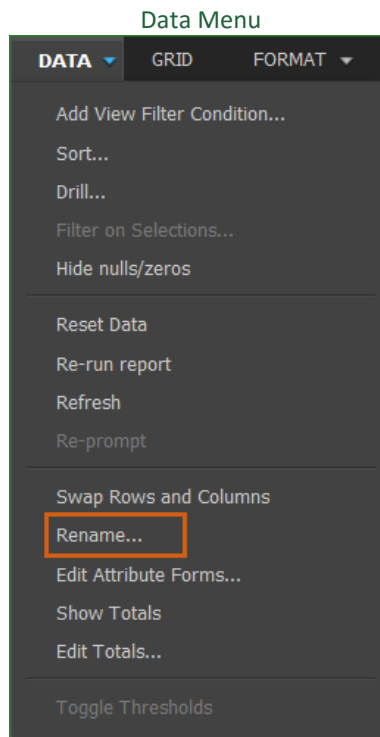 Data Menu
DATA GRID FORMAT
Add View Filter Condition...
Sort...
Drill...
Filter on Selections...
Hide nulls/zeros
Reset Data
Re-run report
Refresh
Re-prompt
Swap Rows and Columns
Rename...
Edit Attribute Forms...
Show Totals
Edit Totals...
Toggle Thresholds